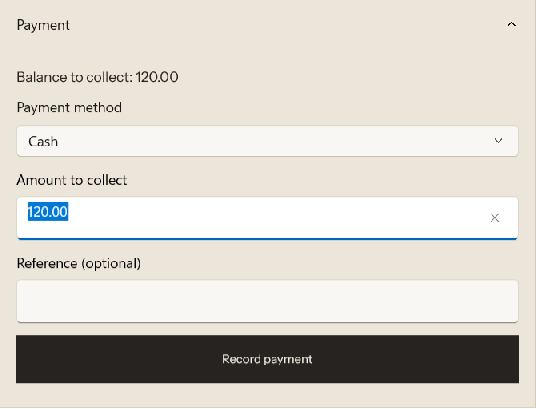 Payment
Balance to collect: 120.00
Payment method
Cash
Amount to collect
120.00
Reference (optional)
Record payment